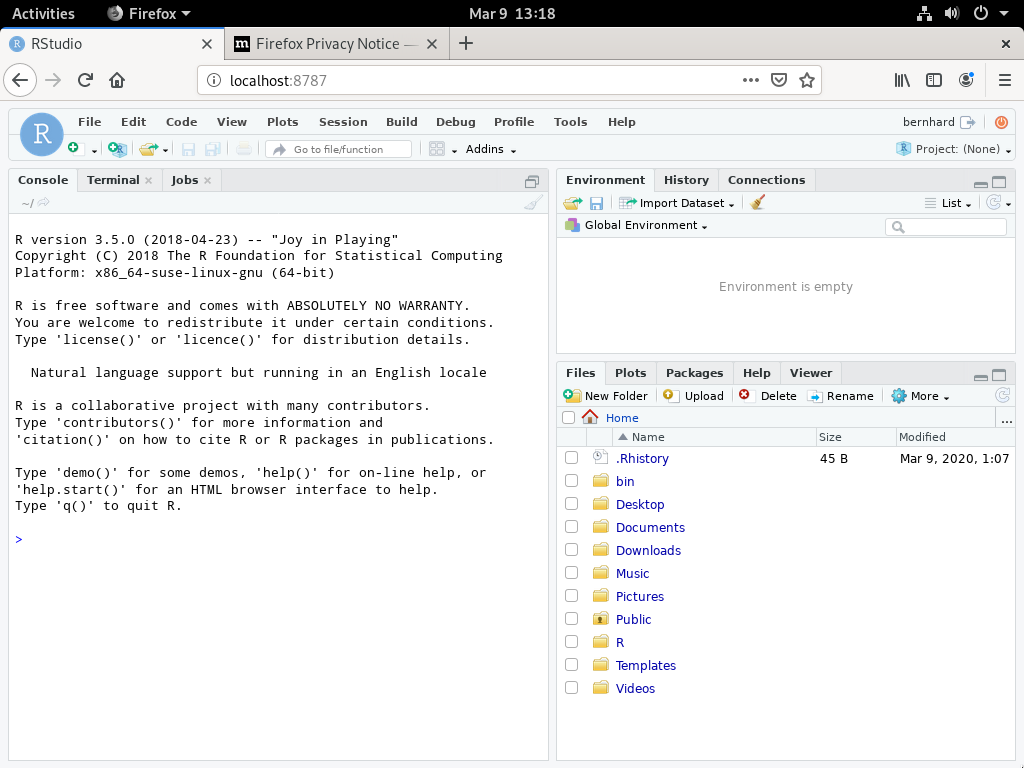 Activities Firefox Mar 9 13:18
RStudio Firefox Privacy Notice —
localhost:8787
R File Edit Code View Plots Session Build Debug Profile Tools Help bernhard
Go to file/function Addins Project: (None)
Console Terminal Jobs
~/
R version 3.5.0 (2018-04-23) -- "Joy in Playing"
Copyright (C) 2018 The R Foundation for Statistical Computing
Platform: x86_64-suse-linux-gnu (64-bit)
R is free software and comes with ABSOLUTELY NO WARRANTY.
You are welcome to redistribute it under certain conditions.
Type 'license()' or 'licence()' for distribution details.
Natural language support but running in an English locale
R is a collaborative project with many contributors.
Type 'contributors()' for more information and
'citation()' on how to cite R or R packages in publications.
Type 'demo()' for some demos, 'help()' for on-line help, or
'help.start()' for an HTML browser interface to help.
Type 'q()' to quit R.
>
Environment History Connections
Import Dataset List
Global Environment
Environment is empty
Files Plots Packages Help Viewer
New Folder Upload Delete Rename More
Home ...
Name Size Modified
.Rhistory 45 B Mar 9, 2020, 1:07
bin
Desktop
Documents
Downloads
Music
Pictures
Public
R
Templates
Videos